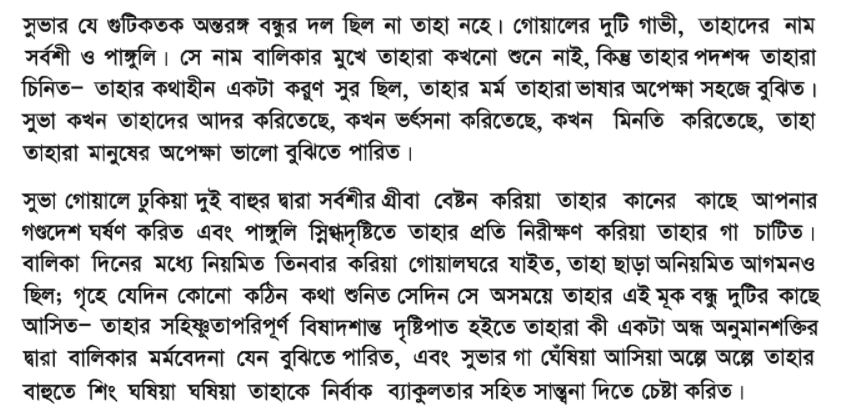 সুভার যে গুটিকতক অন্তরঙ্গ বন্ধুর দল ছিল না তাহা নহে। গোয়ালের দুটি গাভী, তাহাদের নাম
সর্বশী ও পাঙ্গুলি। সে নাম বালিকার মুখে তাহারা কখনো শুনে নাই, কিন্তু তাহার পদশব্দ তাহারা
চিনিত– তাহার কথাহীন একটা করুণ সুর ছিল, তাহার মর্ম তাহারা ভাষার অপেক্ষা সহজে বুঝিত।
সুভা কখন তাহাদের আদর করিতেছে, কখন ভর্ৎসনা করিতেছে, কখন মিনতি করিতেছে, তাহা
তাহারা মানুষের অপেক্ষা ভালো বুঝিতে পারিত।
সুভা গোয়ালে ঢুকিয়া দুই বাহুর দ্বারা সর্বশীর গ্রীবা বেষ্টন করিয়া তাহার কানের কাছে আপনার
গণ্ডদেশ ঘর্ষণ করিত এবং পাঙ্গুলি স্নিগ্ধদৃষ্টিতে তাহার প্রতি নিরীক্ষণ করিয়া তাহার গা চাটিত।
বালিকা দিনের মধ্যে নিয়মিত তিনবার করিয়া গোয়ালঘরে যাইত, তাহা ছাড়া অনিয়মিত আগমনও
ছিল; গৃহে যেদিন কোনো কঠিন কথা শুনিত সেদিন সে অসময়ে তাহার এই মূক বন্ধু দুটির কাছে
আসিত– তাহার সহিষ্ণুতাপরিপূর্ণ বিষাদশান্ত দৃষ্টিপাত হইতে তাহারা কী একটা অন্ধ অনুমানশক্তির
দ্বারা বালিকার মর্মবেদনা যেন বুঝিতে পারিত, এবং সুভার গা ঘেঁষিয়া আসিয়া অল্পে অল্পে তাহার
বাহুতে শিং ঘষিয়া ঘষিয়া তাহাকে নির্বাক ব্যাকুলতার সহিত সান্ত্বনা দিতে চেষ্টা করিত।